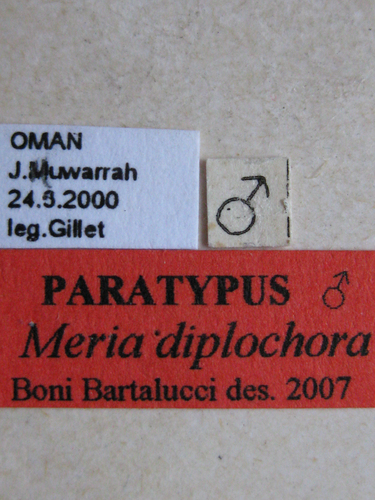 OMAN
J.Muwarrah
24.3.2000
leg.Gillet
♂
PARATYPUS ♂
Meria diplochora
Boni Bartalucci des. 2007